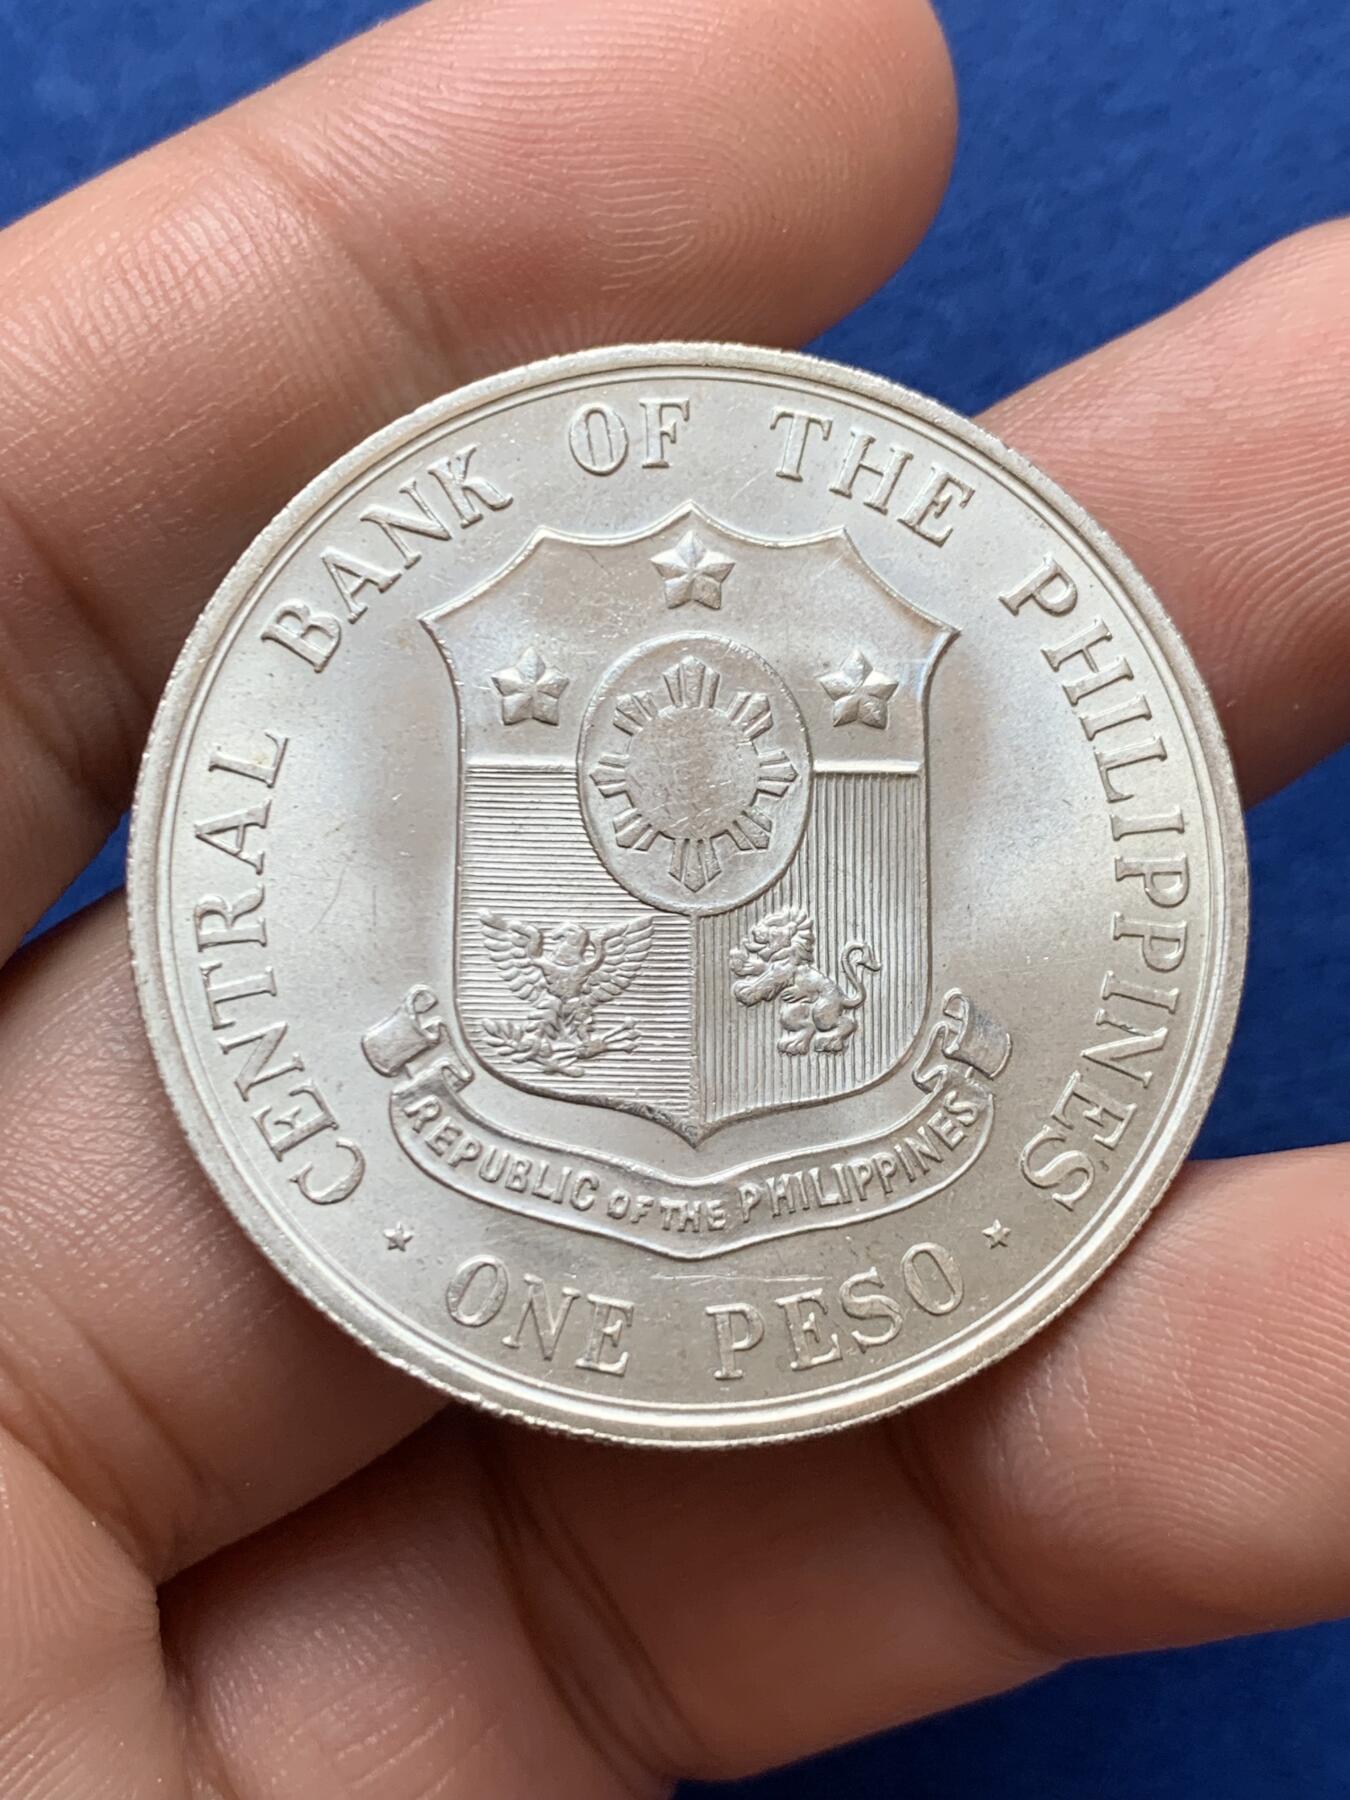 CENTRAL BANK OF THE PHILIPPINES
REPUBLIC OF THE PHILIPPINES
ONE PESO